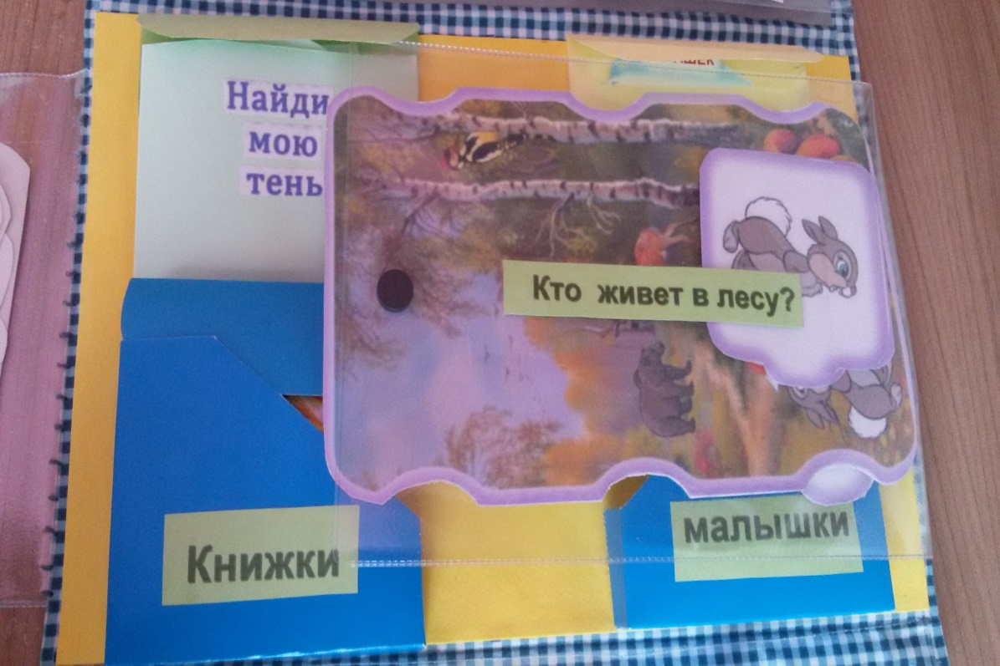 Найди
мою
тень
Кто живет в лесу?
Книжки
малышки